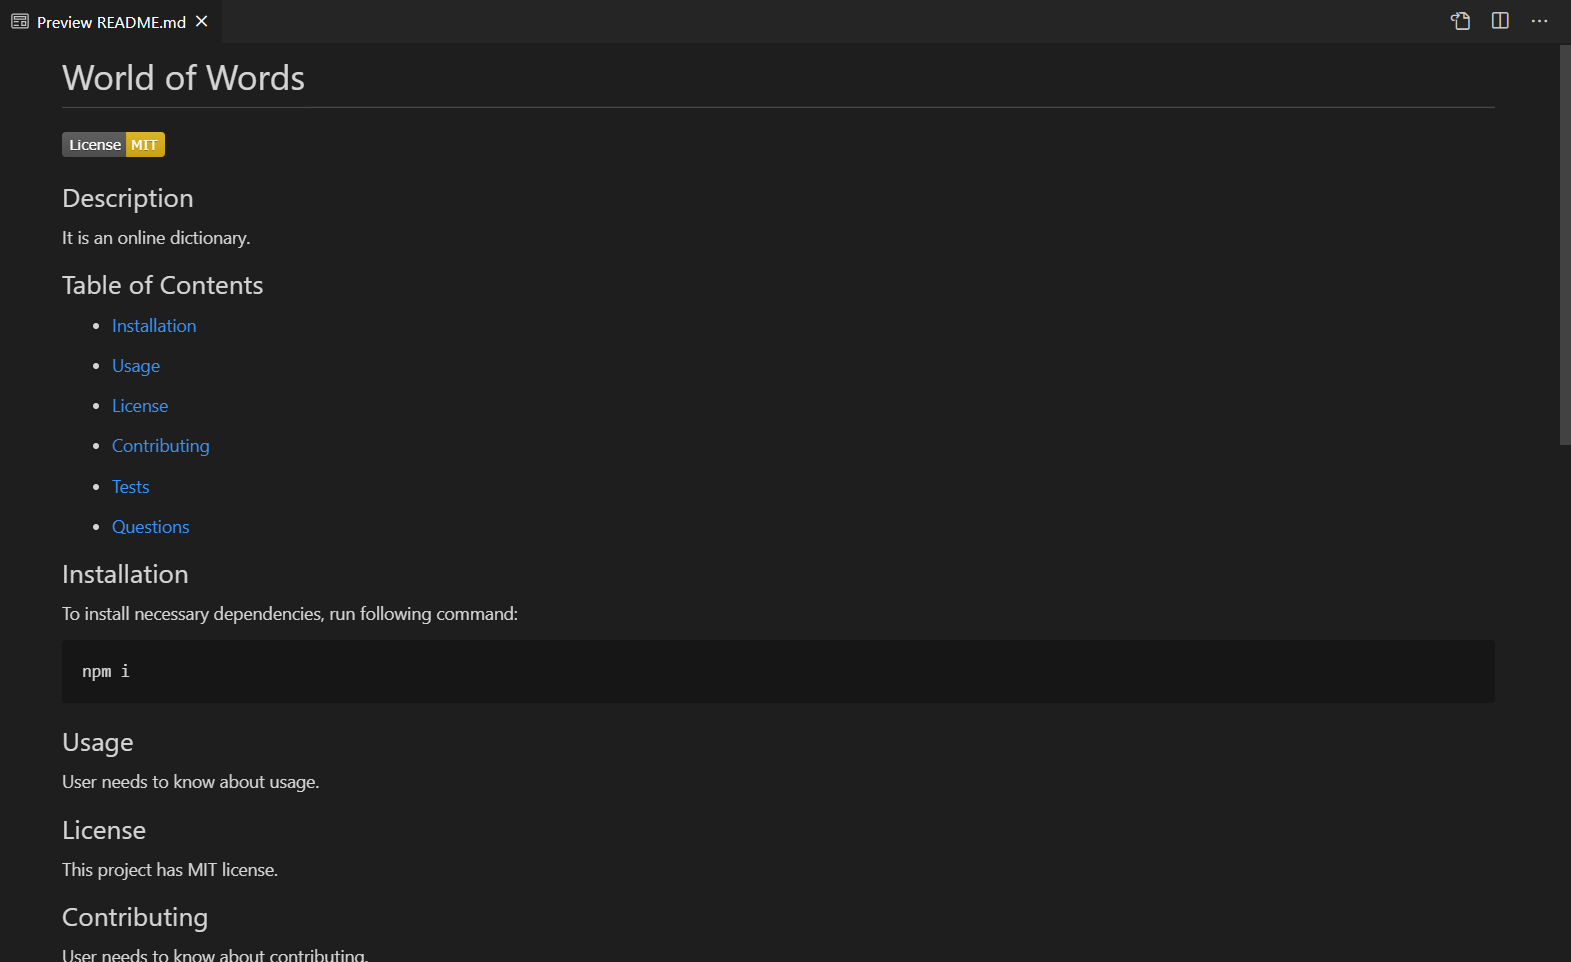 Preview README.md
World of Words
License MIT
Description
It is an online dictionary.
Table of Contents
Installation
Usage
License
Contributing
Tests
Questions
Installation
To install necessary dependencies, run following command:
npm i
Usage
User needs to know about usage.
License
This project has MIT license.
Contributing
User needs to know about contributing.